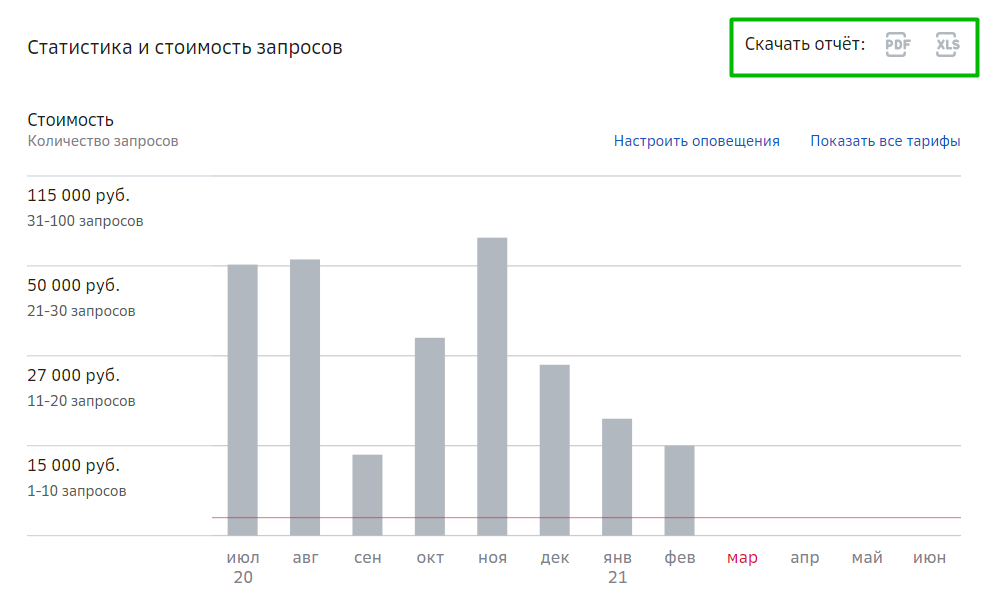 Статистика и стоимость запросов
Скачать отчёт: PDF XLS
Стоимость
Количество запросов
Настроить оповещения Показать все тарифы
115 000 руб.
31-100 запросов
50 000 руб.
21-30 запросов
27 000 руб.
11-20 запросов
15 000 руб.
1-10 запросов
июл авг сен окт ноя дек янв фев мар апр май июн
20 21